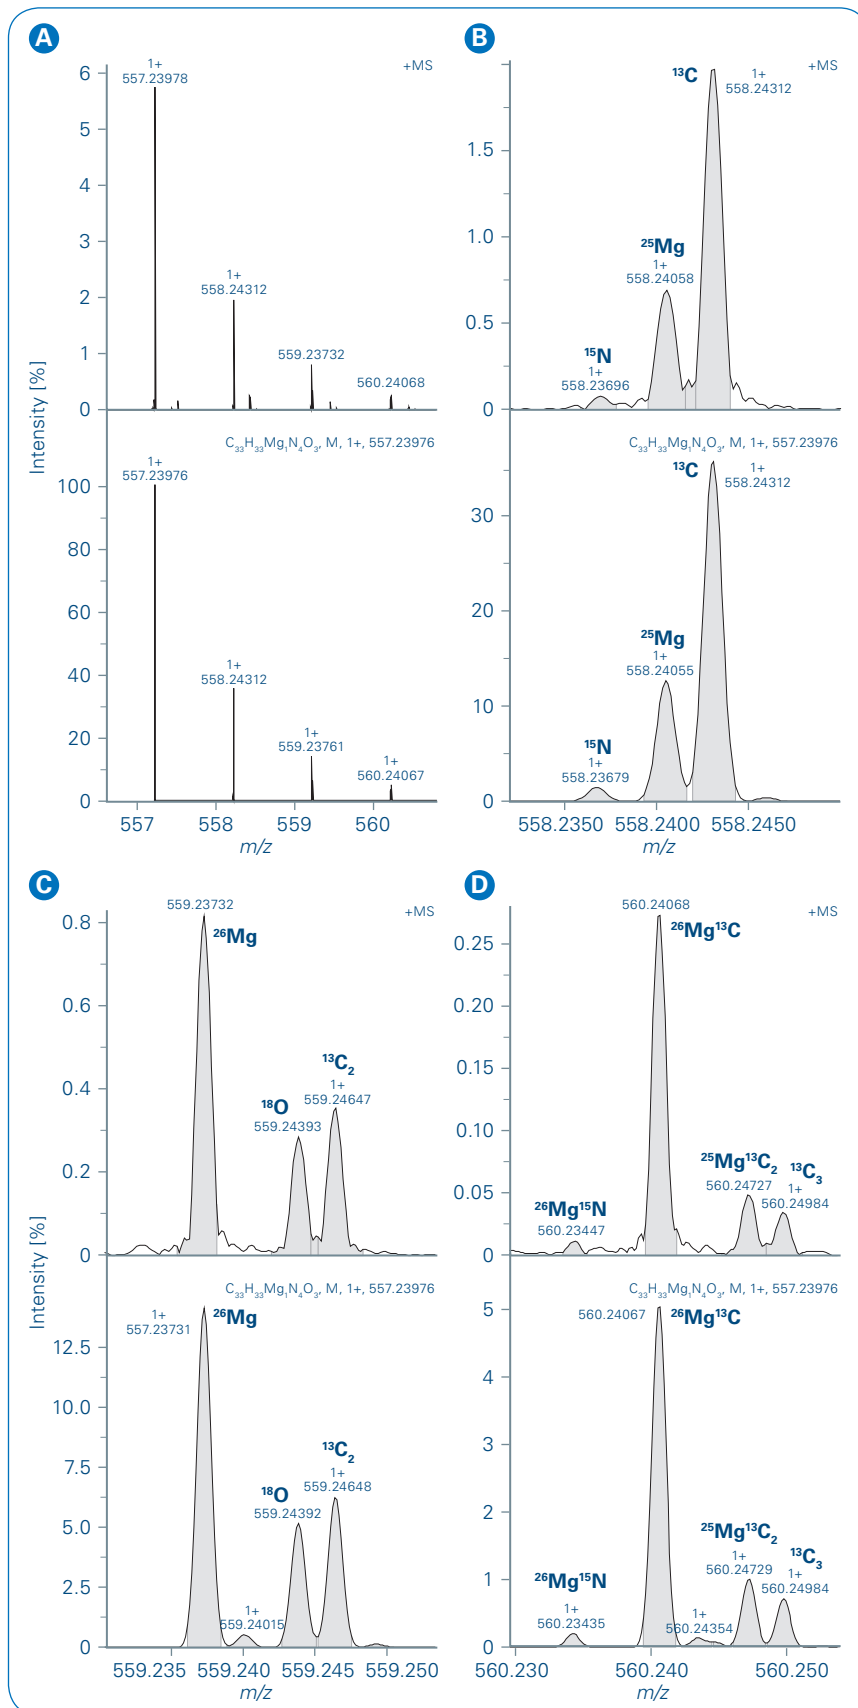 A
+MS
1+
557.23978
6
5
4
3
2
1
0
1+
558.24312
559.23732
560.24068
Intensity [%]
C₃₃H₃₃Mg₁N₄O₃, M, 1+, 557.23976
1+
557.23976
100
80
60
40
20
0
1+
558.24312
1+
559.23761
1+
560.24067
557 558 559 560
m/z
B
+MS
¹³C
1+
558.24312
1.5
1.0
0.5
0
²⁵Mg
1+
558.24058
¹⁵N
1+
558.23696
C₃₃H₃₃Mg₁N₄O₃, M, 1+, 557.23976
¹³C
1+
558.24312
30
20
10
0
²⁵Mg
1+
558.24055
¹⁵N
1+
558.23679
558.2350 558.2400 558.2450
m/z
C
+MS
559.23732
²⁶Mg
0.8
0.6
0.4
0.2
0
¹³C₂
1+
559.24647
¹⁸O
559.24393
Intensity [%]
C₃₃H₃₃Mg₁N₄O₃, M, 1+, 557.23976
1+
557.23731
²⁶Mg
12.5
10.0
7.5
5.0
2.5
0
¹³C₂
1+
559.24648
¹⁸O
559.24392
1+
559.24015
559.235 559.240 559.245 559.250
m/z
D
+MS
560.24068
²⁶Mg¹³C
0.25
0.20
0.15
0.10
0.05
0
²⁵Mg¹³C₂
560.24727
¹³C₃
1+
560.24984
²⁶Mg¹⁵N
560.23447
C₃₃H₃₃Mg₁N₄O₃, M, 1+, 557.23976
560.24067
²⁶Mg¹³C
5
4
3
2
1
0
²⁵Mg¹³C₂
1+
560.24729
¹³C₃
1+
560.24984
²⁶Mg¹⁵N
1+
560.23435
1+
560.24354
560.230 560.240 560.250
m/z